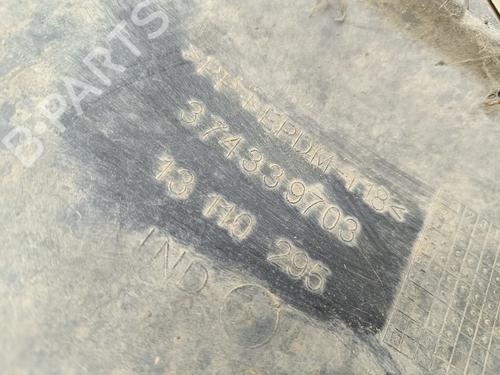 B-PARTS
>PP+EPDM-T13<
374339703
13 110 295
IND